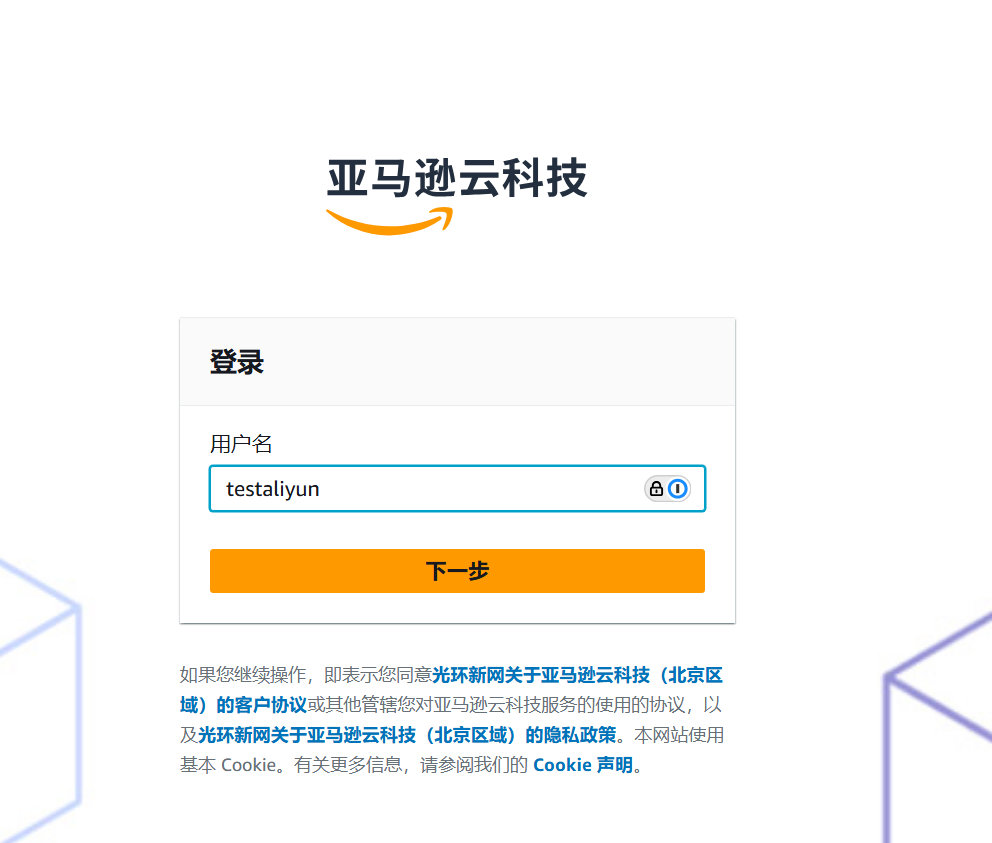 亚马逊云科技
登录
用户名
testaliyun
下一步
如果您继续操作，即表示您同意光环新网关于亚马逊云科技（北京区
域）的客户协议或其他管辖您对亚马逊云科技服务的使用的协议，以
及光环新网关于亚马逊云科技（北京区域）的隐私政策。本网站使用
基本 Cookie。有关更多信息，请参阅我们的 Cookie 声明。